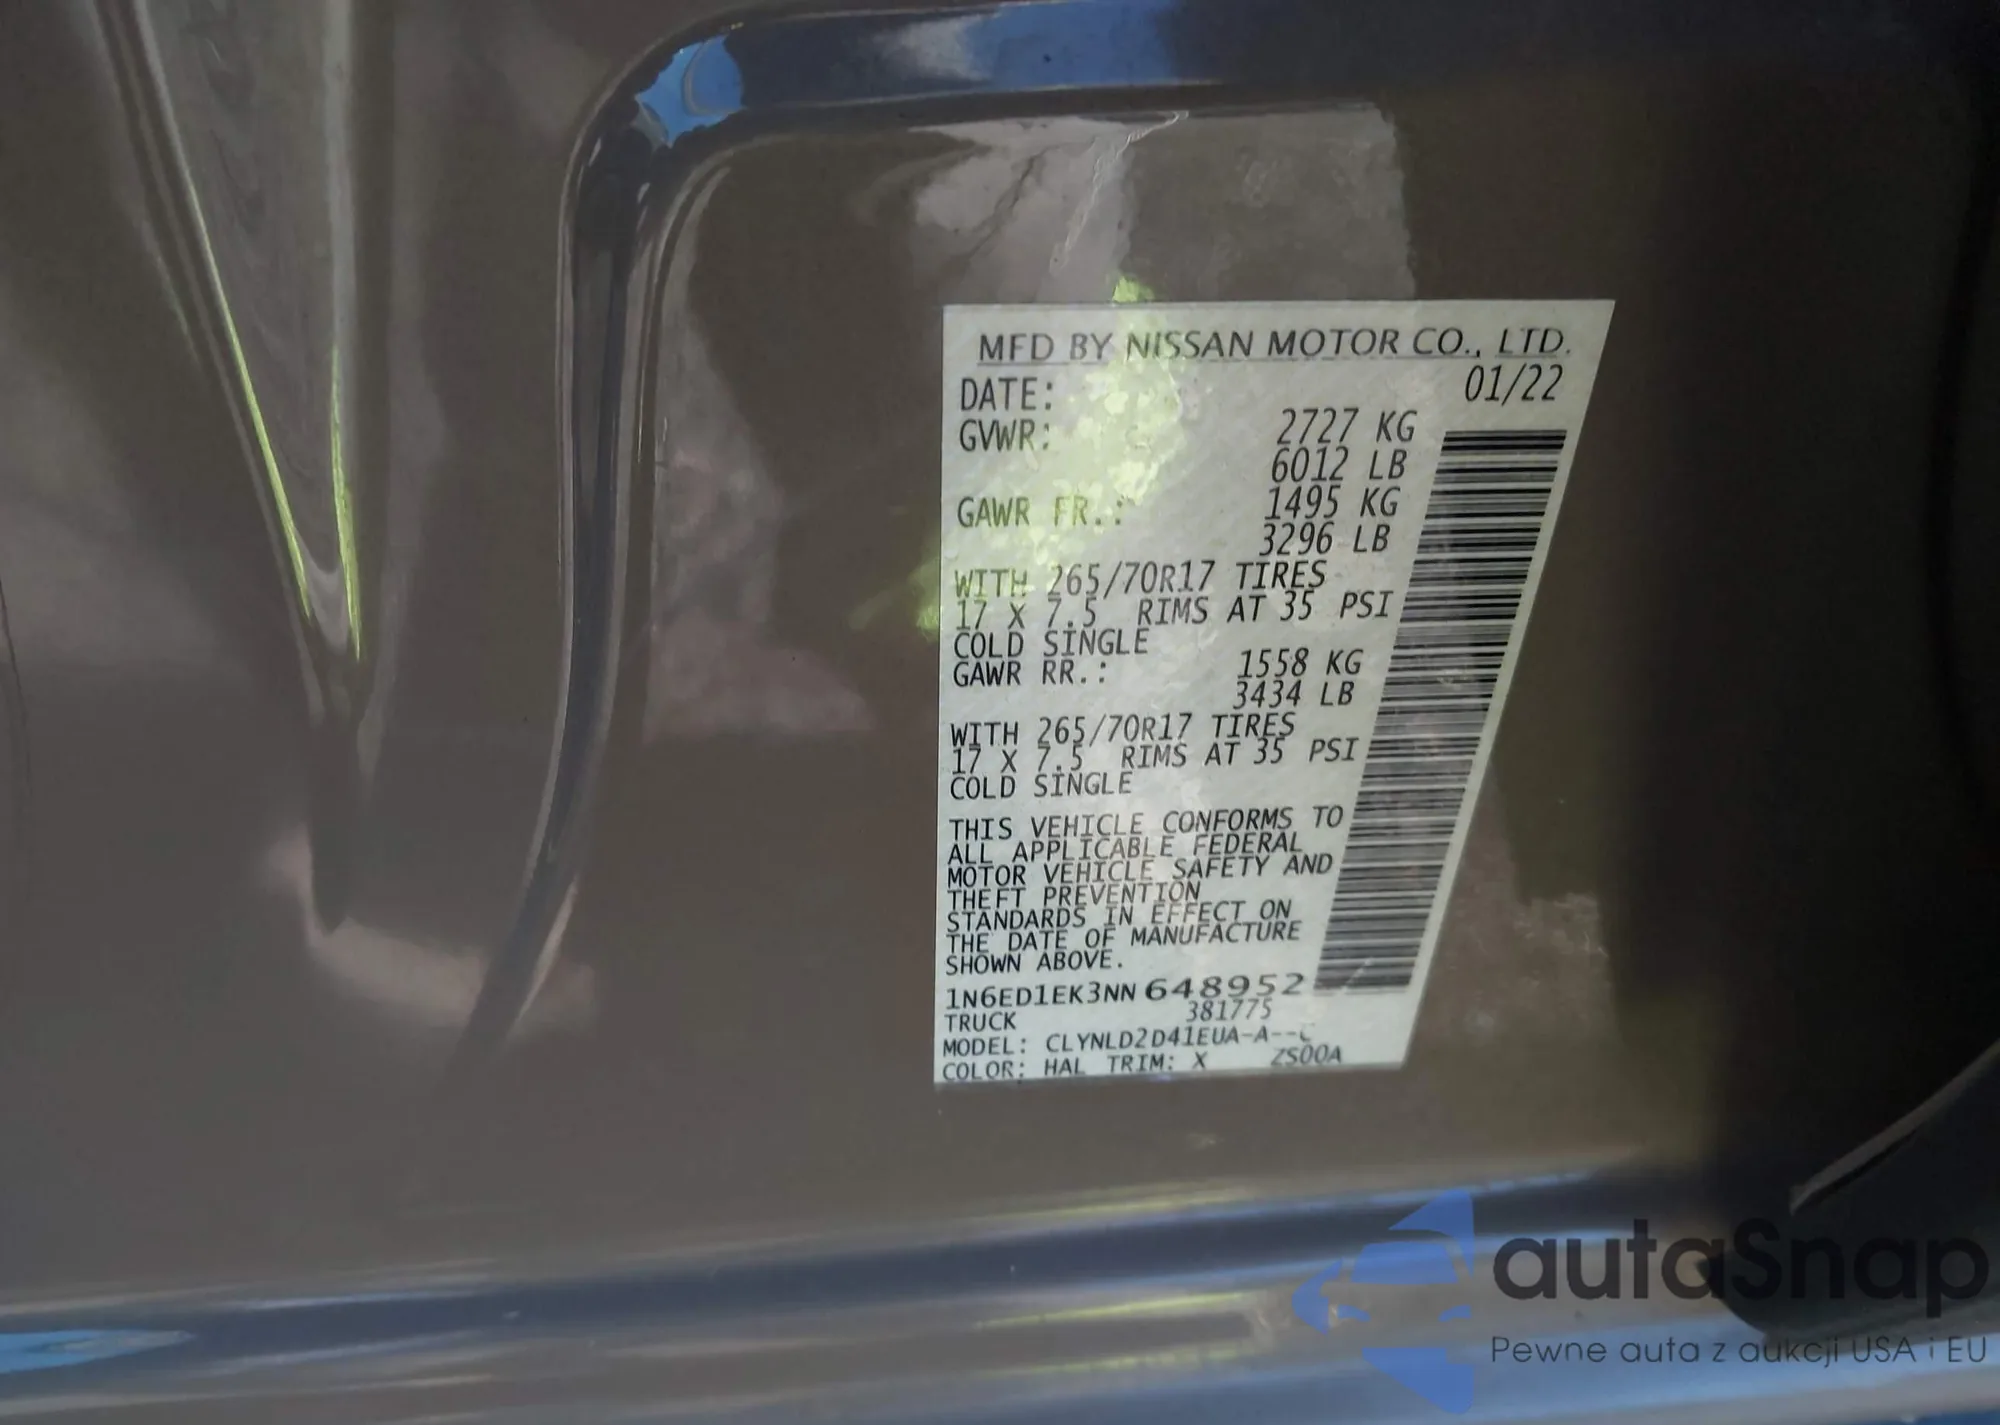 MFD BY NISSAN MOTOR CO., LTD.
DATE: 01/22
GVWR: 2727 KG
6012 LB
GAWR FR.: 1495 KG
3296 LB
WITH 265/70R17 TIRES
17 X 7.5 RIMS AT 35 PSI
COLD SINGLE
GAWR RR.: 1558 KG
3434 LB
WITH 265/70R17 TIRES
17 X 7.5 RIMS AT 35 PSI
COLD SINGLE
THIS VEHICLE CONFORMS TO
ALL APPLICABLE FEDERAL
MOTOR VEHICLE SAFETY AND
THEFT PREVENTION
STANDARDS IN EFFECT ON
THE DATE OF MANUFACTURE
SHOWN ABOVE.
1N6ED1EK3NN648952
TRUCK 381775
MODEL:
COLOR: HAL TRIM: X ZS00A
autaSnap
Pewne auta z aukcji USA i EU